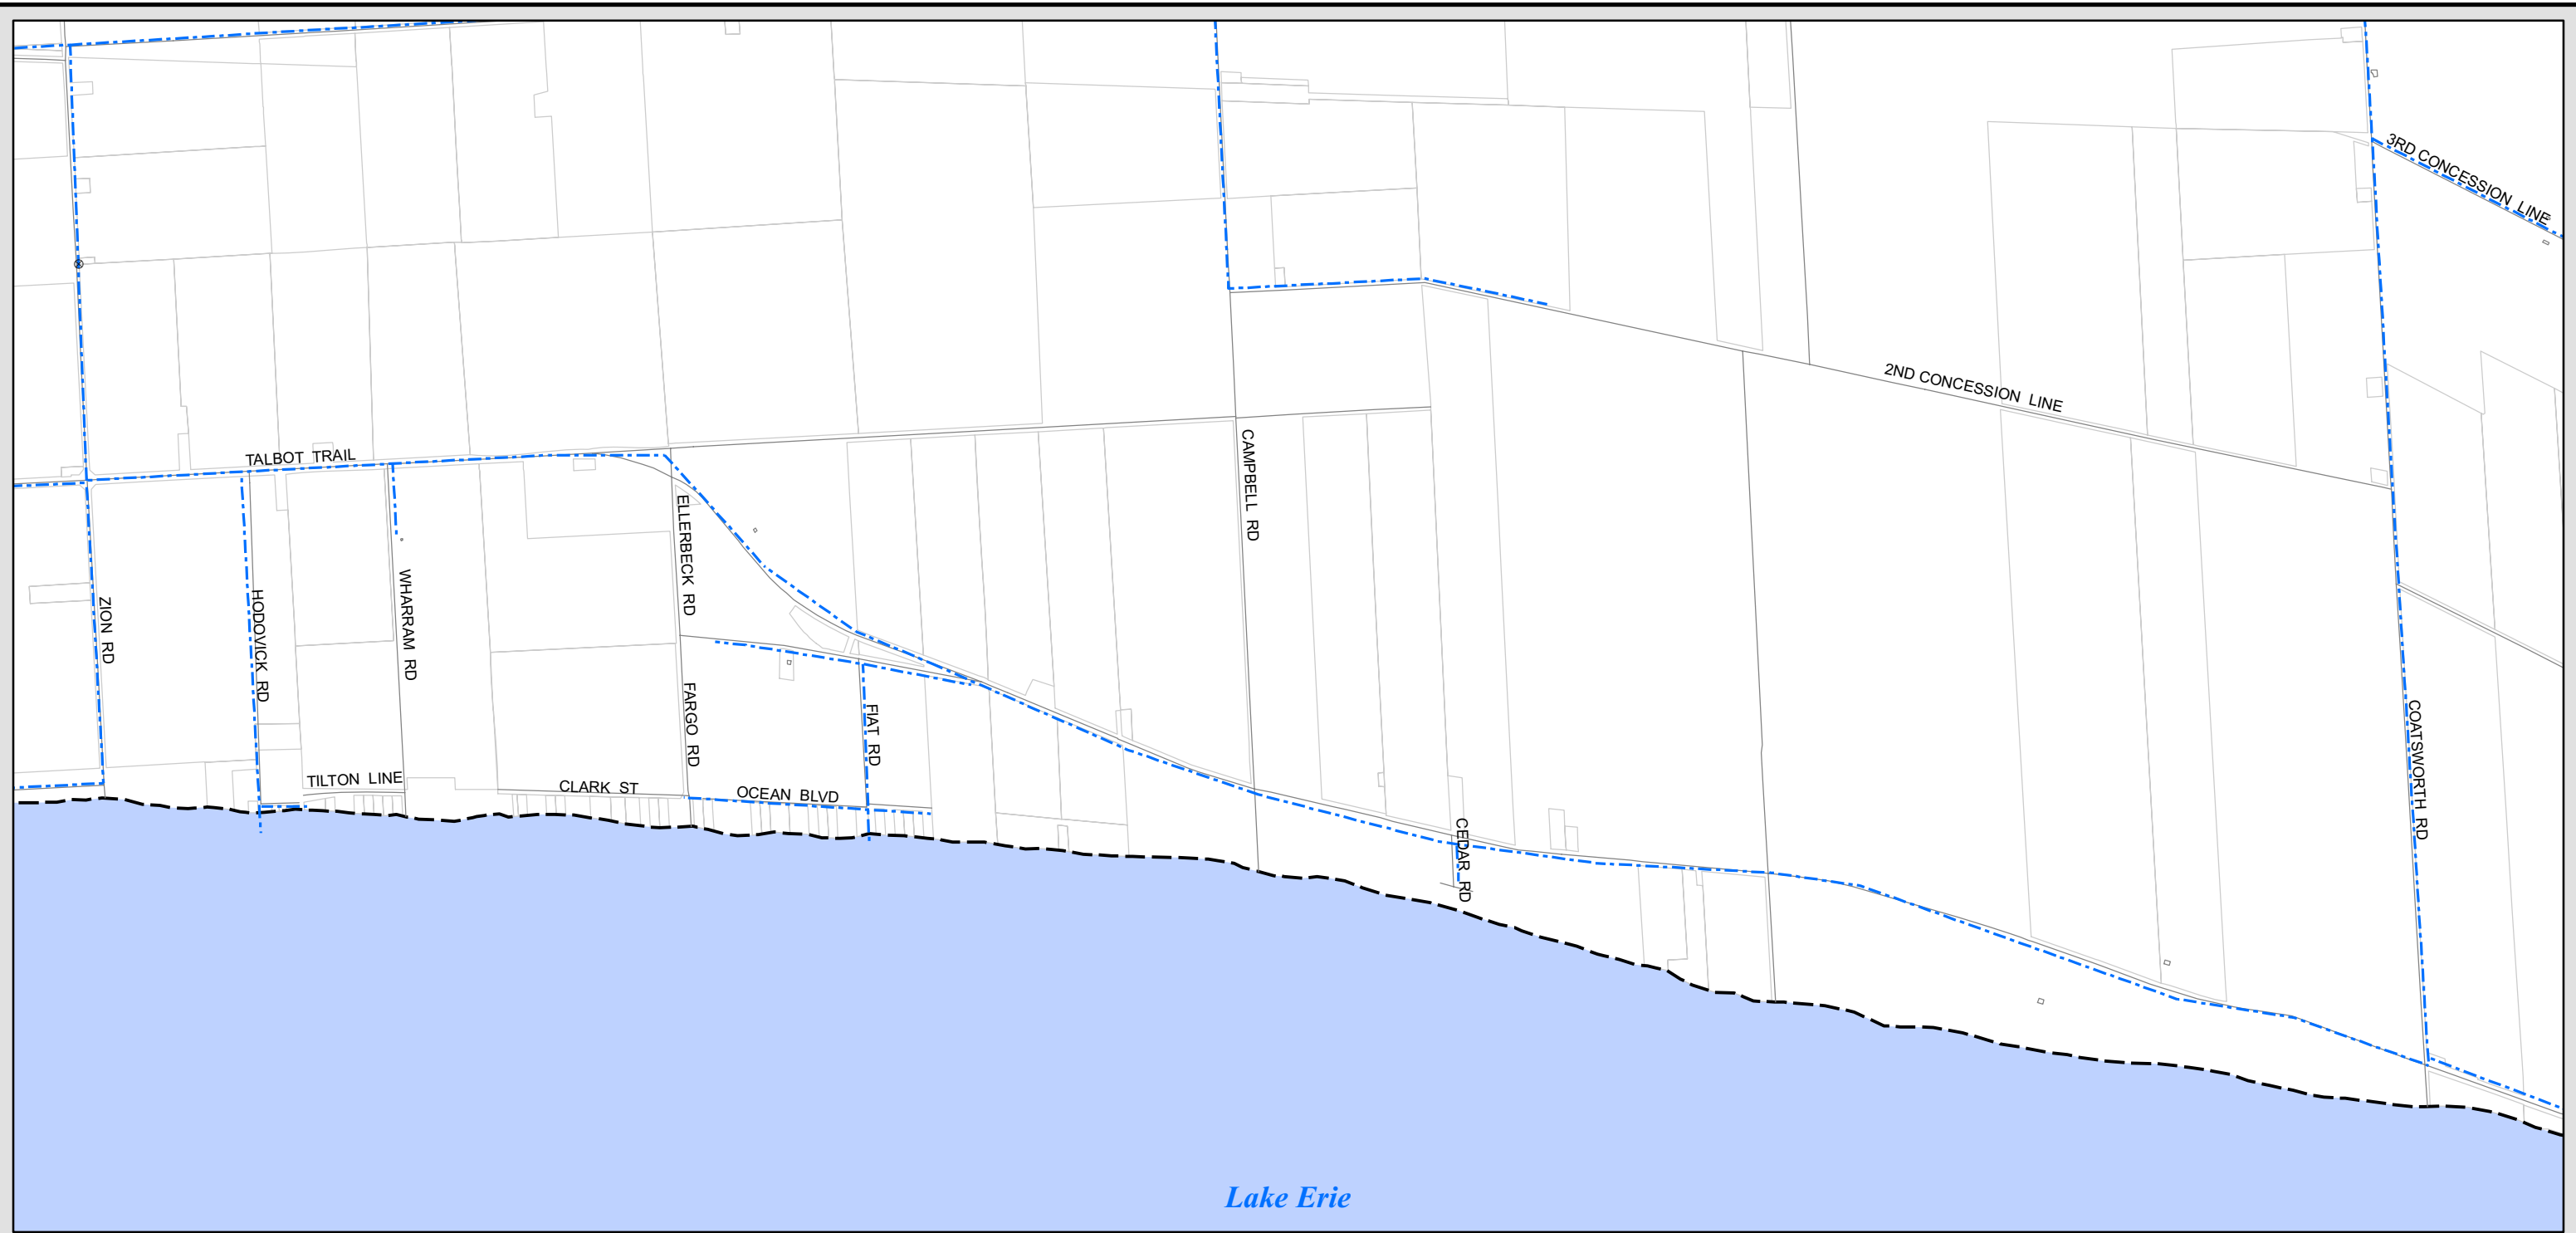 3RD CONCESSION LINE
2ND CONCESSION LINE
TALBOT TRAIL
CAMPBELL RD
ELLERBECK RD
ZION RD
HODOVICK RD
WHARRAM RD
FARGO RD
FIAT RD
COATSWORTH RD
TILTON LINE
CLARK ST
OCEAN BLVD
CEDAR RD
Lake Erie